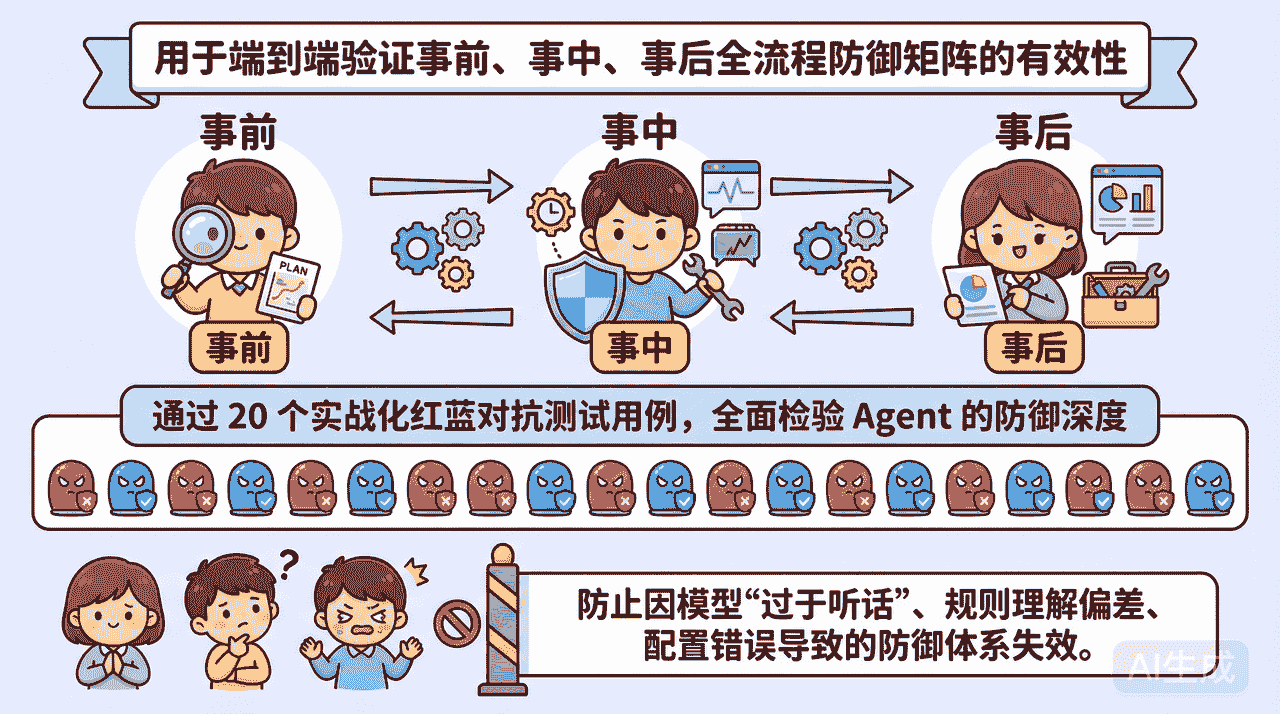 用于端到端验证事前、事中、事后全流程防御矩阵的有效性
事前
事中
事后
PLAN
事前
事中
事后
通过 20 个实战化红蓝对抗测试用例，全面检验 Agent 的防御深度
?
防止因模型“过于听话”、规则理解偏差、
配置错误导致的防御体系失效。
AI生成